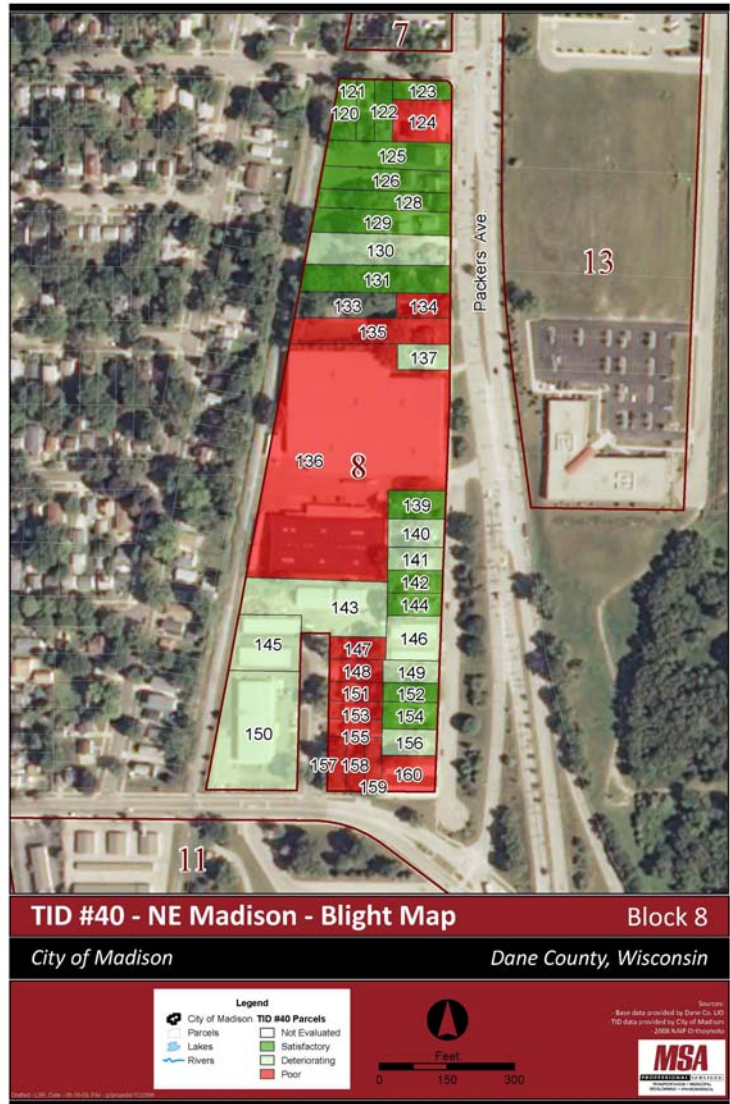 7
121
123
120
122
124
125
126
128
129
130
131
133
134
135
137
Packers Ave.
13
136
8
139
140
141
142
143
144
145
146
147
148
149
150
151
152
153
154
155
156
157
158
159
160
11
TID #40 - NE Madison - Blight Map
Block 8
City of Madison
Dane County, Wisconsin
Legend
City of Madison
Parcels
Lakes
Rivers
TID #40 Parcels
Not Evaluated
Satisfactory
Deteriorating
Poor
Feet
0 150 300
Sources:
- Base data provided by Dane Co. LIO
- TID data provided by City of Madison
- 2008 NAIP Orthophoto
MSA
PROFESSIONAL SERVICES